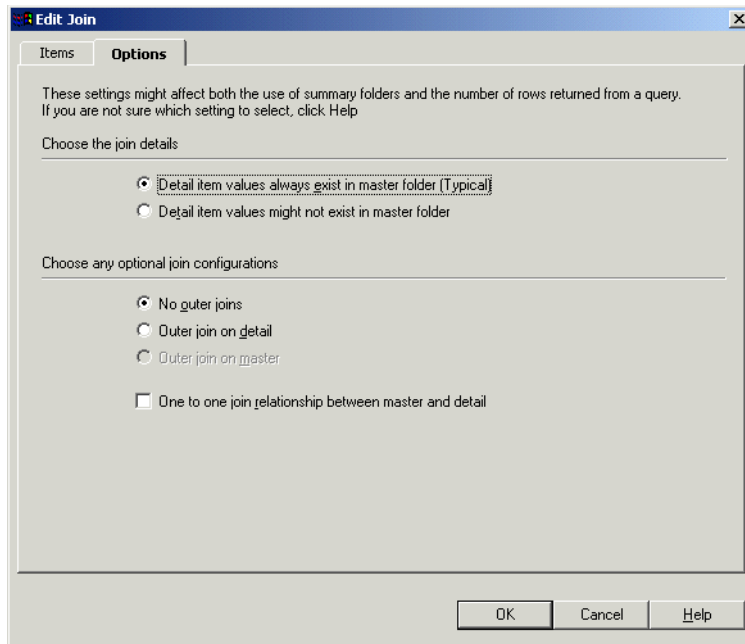 Edit Join
Items
Options
These settings might affect both the use of summary folders and the number of rows returned from a query.
If you are not sure which setting to select, click Help
Choose the join details
Detail item values always exist in master folder (Typical)
Detail item values might not exist in master folder
Choose any optional join configurations
No outer joins
Outer join on detail
Outer join on master
One to one join relationship between master and detail
OK
Cancel
Help